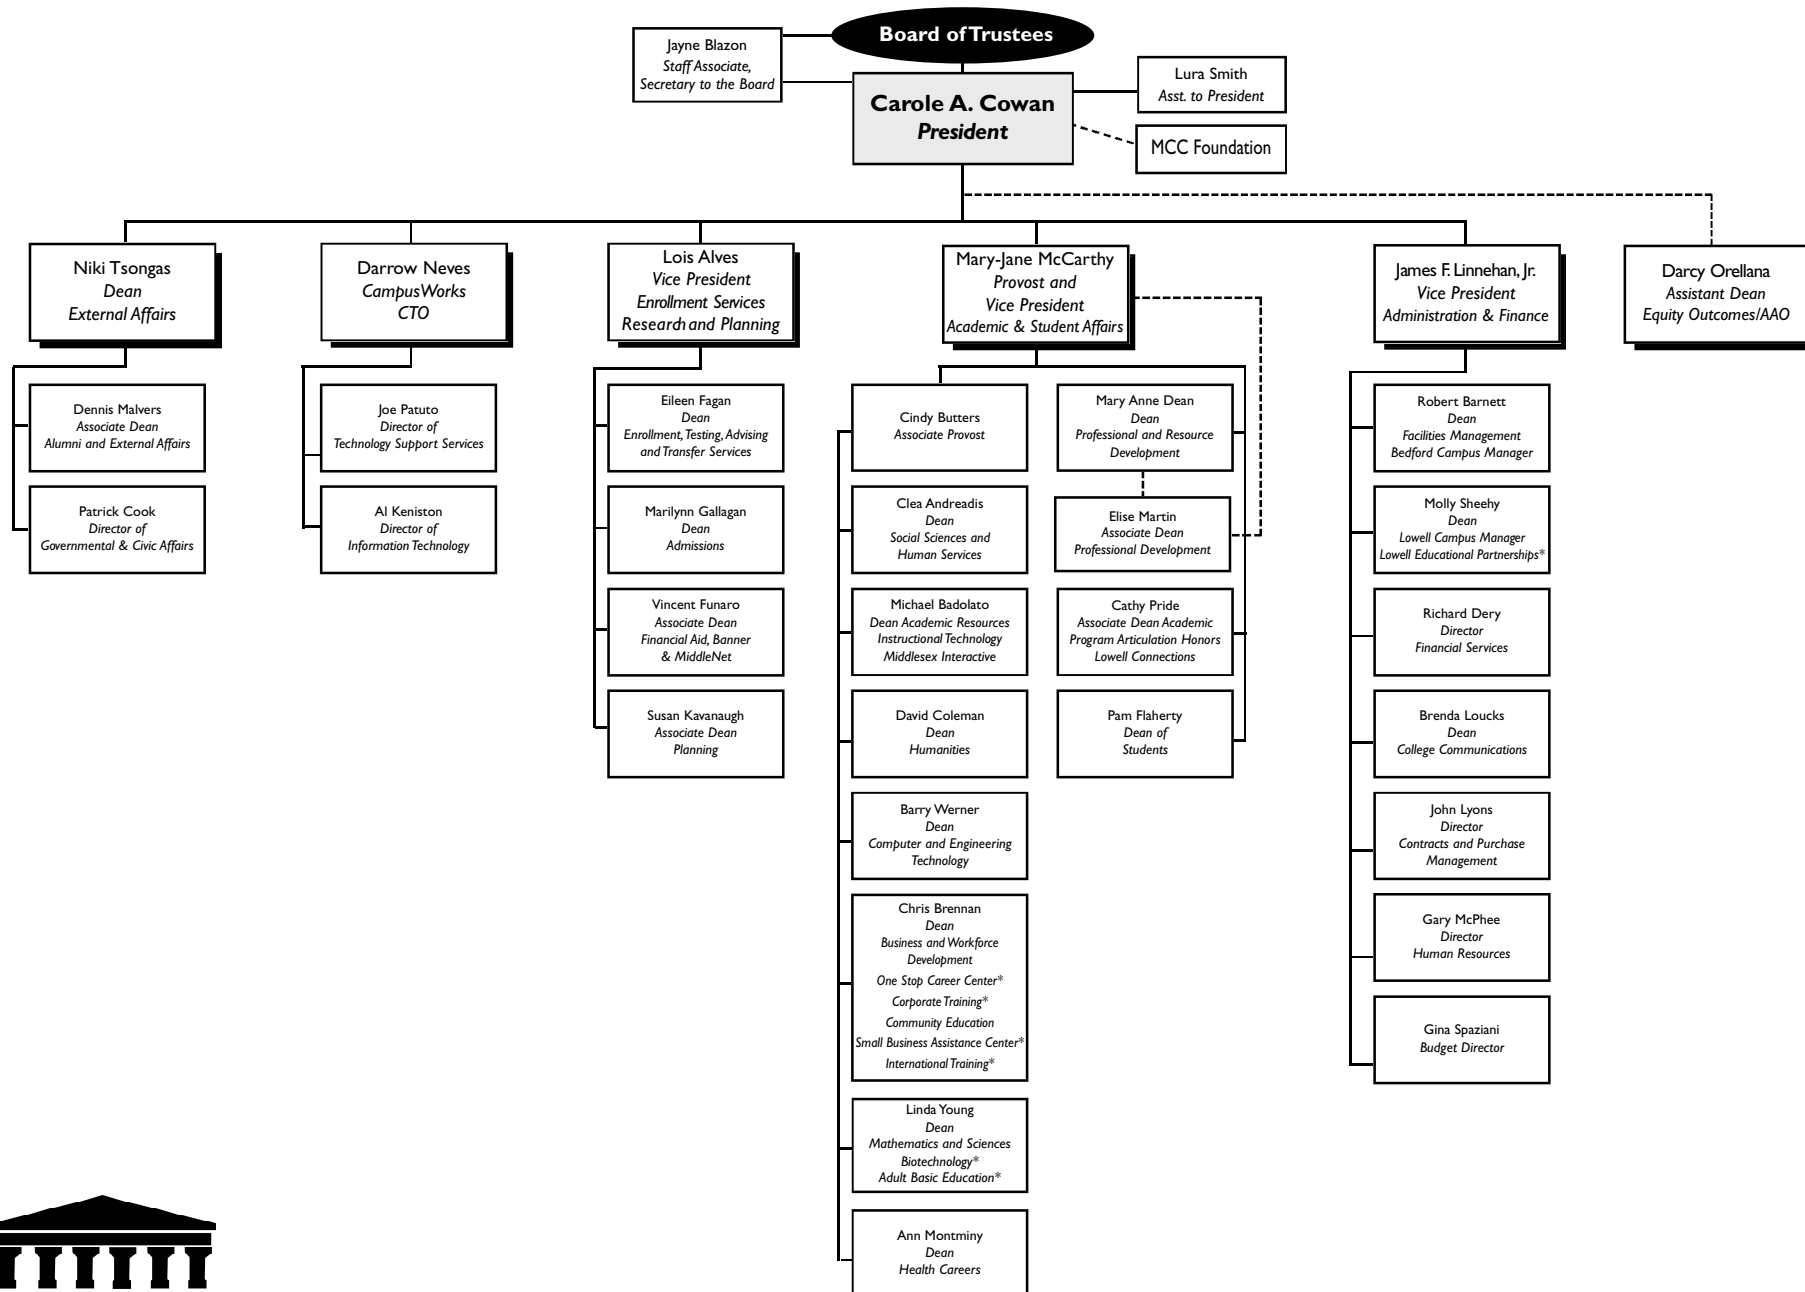 Board of Trustees
Jayne Blazon
Staff Associate,
Secretary to the Board
Carole A. Cowan
President
Lura Smith
Asst. to President
MCC Foundation
Niki Tsongas
Dean
External Affairs
Darrow Neves
CampusWorks
CTO
Lois Alves
Vice President
Enrollment Services
Research and Planning
Mary-Jane McCarthy
Provost and
Vice President
Academic & Student Affairs
James F. Linnehan, Jr.
Vice President
Administration & Finance
Darcy Orellana
Assistant Dean
Equity Outcomes/AAO
Dennis Malvers
Associate Dean
Alumni and External Affairs
Patrick Cook
Director of
Governmental & Civic Affairs
Joe Patuto
Director of
Technology Support Services
Al Keniston
Director of
Information Technology
Eileen Fagan
Dean
Enrollment, Testing, Advising
and Transfer Services
Marilynn Gallagan
Dean
Admissions
Vincent Funaro
Associate Dean
Financial Aid, Banner
& MiddleNet
Susan Kavanaugh
Associate Dean
Planning
Cindy Butters
Associate Provost
Clea Andreadis
Dean
Social Sciences and
Human Services
Michael Badolato
Dean Academic Resources
Instructional Technology
Middlesex Interactive
David Coleman
Dean
Humanities
Barry Werner
Dean
Computer and Engineering
Technology
Chris Brennan
Dean
Business and Workforce
Development
One Stop Career Center*
Corporate Training*
Community Education
Small Business Assistance Center*
International Training*
Linda Young
Dean
Mathematics and Sciences
Biotechnology*
Adult Basic Education*
Ann Montminy
Dean
Health Careers
Mary Anne Dean
Dean
Professional and Resource
Development
Elise Martin
Associate Dean
Professional Development
Cathy Pride
Associate Dean Academic
Program Articulation Honors
Lowell Connections
Pam Flaherty
Dean of
Students
Robert Barnett
Dean
Facilities Management
Bedford Campus Manager
Molly Sheehy
Dean
Lowell Campus Manager
Lowell Educational Partnerships*
Richard Dery
Director
Financial Services
Brenda Loucks
Dean
College Communications
John Lyons
Director
Contracts and Purchase
Management
Gary McPhee
Director
Human Resources
Gina Spaziani
Budget Director